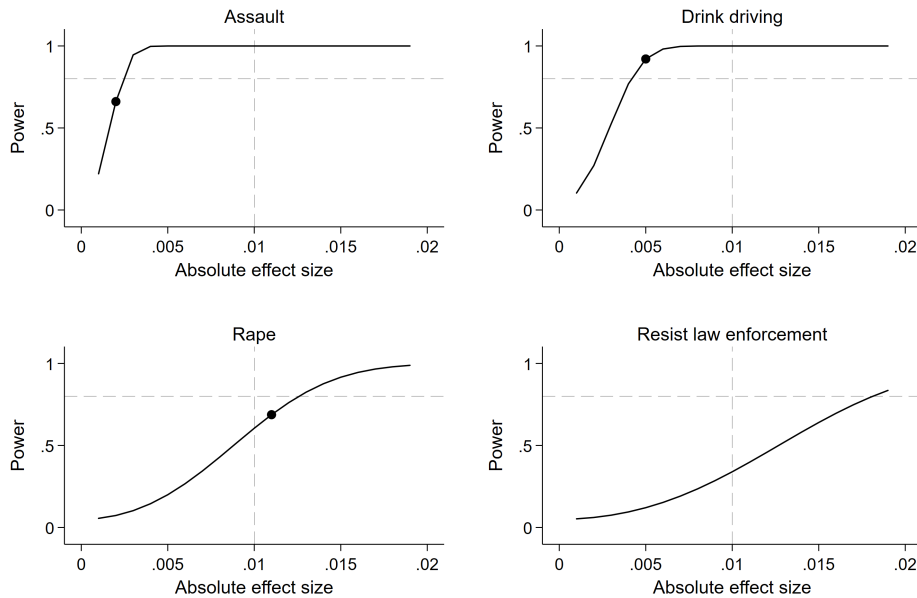 Assault
1
.5
0
Power
0 .005 .01 .015 .02
Absolute effect size
Drink driving
1
.5
0
Power
0 .005 .01 .015 .02
Absolute effect size
Rape
1
.5
0
Power
0 .005 .01 .015 .02
Absolute effect size
Resist law enforcement
1
.5
0
Power
0 .005 .01 .015 .02
Absolute effect size